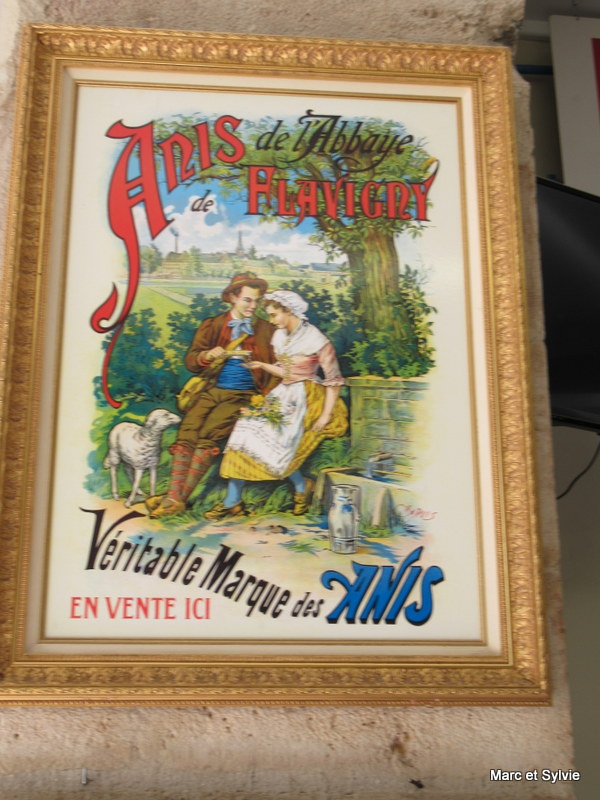 Anis de l'Abbaye
de Flavigny
Véritable Marque des ANIS
EN VENTE ICI
Marc et Sylvie